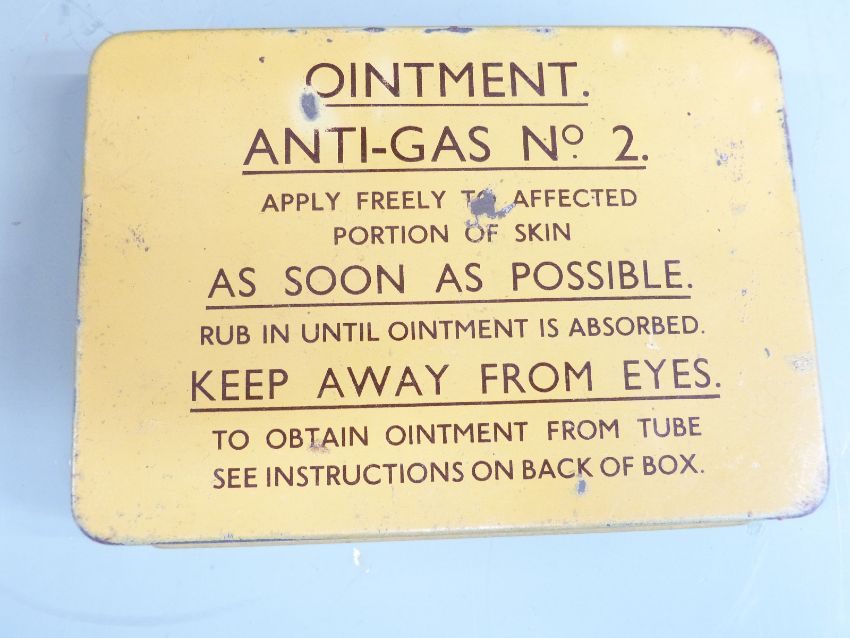 OINTMENT.
ANTI-GAS Nº 2.
APPLY FREELY TO AFFECTED
PORTION OF SKIN
AS SOON AS POSSIBLE.
RUB IN UNTIL OINTMENT IS ABSORBED.
KEEP AWAY FROM EYES.
TO OBTAIN OINTMENT FROM TUBE
SEE INSTRUCTIONS ON BACK OF BOX.